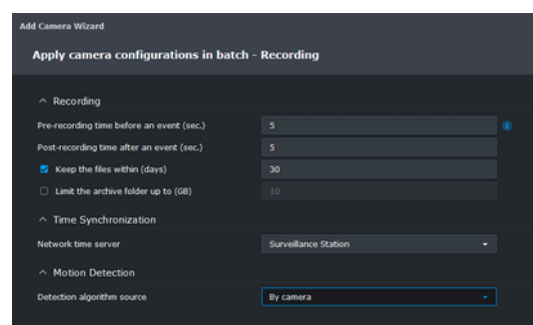 Add Camera Wizard
Apply camera configurations in batch - Recording
Recording
Pre-recording time before an event (sec.) 5
Post-recording time after an event (sec.) 5
Keep the files within (days) 30
Limit the archive folder up to (GB) 10
Time Synchronization
Network time server Surveillance Station
Motion Detection
Detection algorithm source By camera